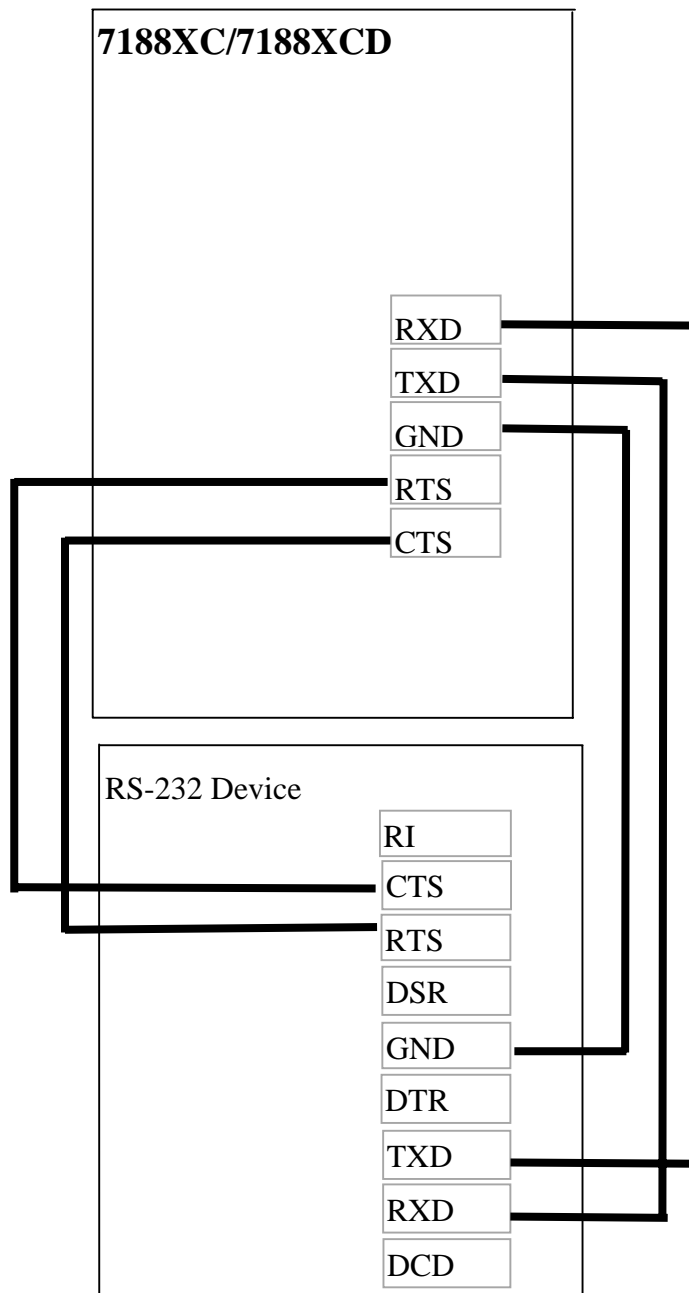 7188XC/7188XCD
RXD
TXD
GND
RTS
CTS
RS-232 Device
RI
CTS
RTS
DSR
GND
DTR
TXD
RXD
DCD